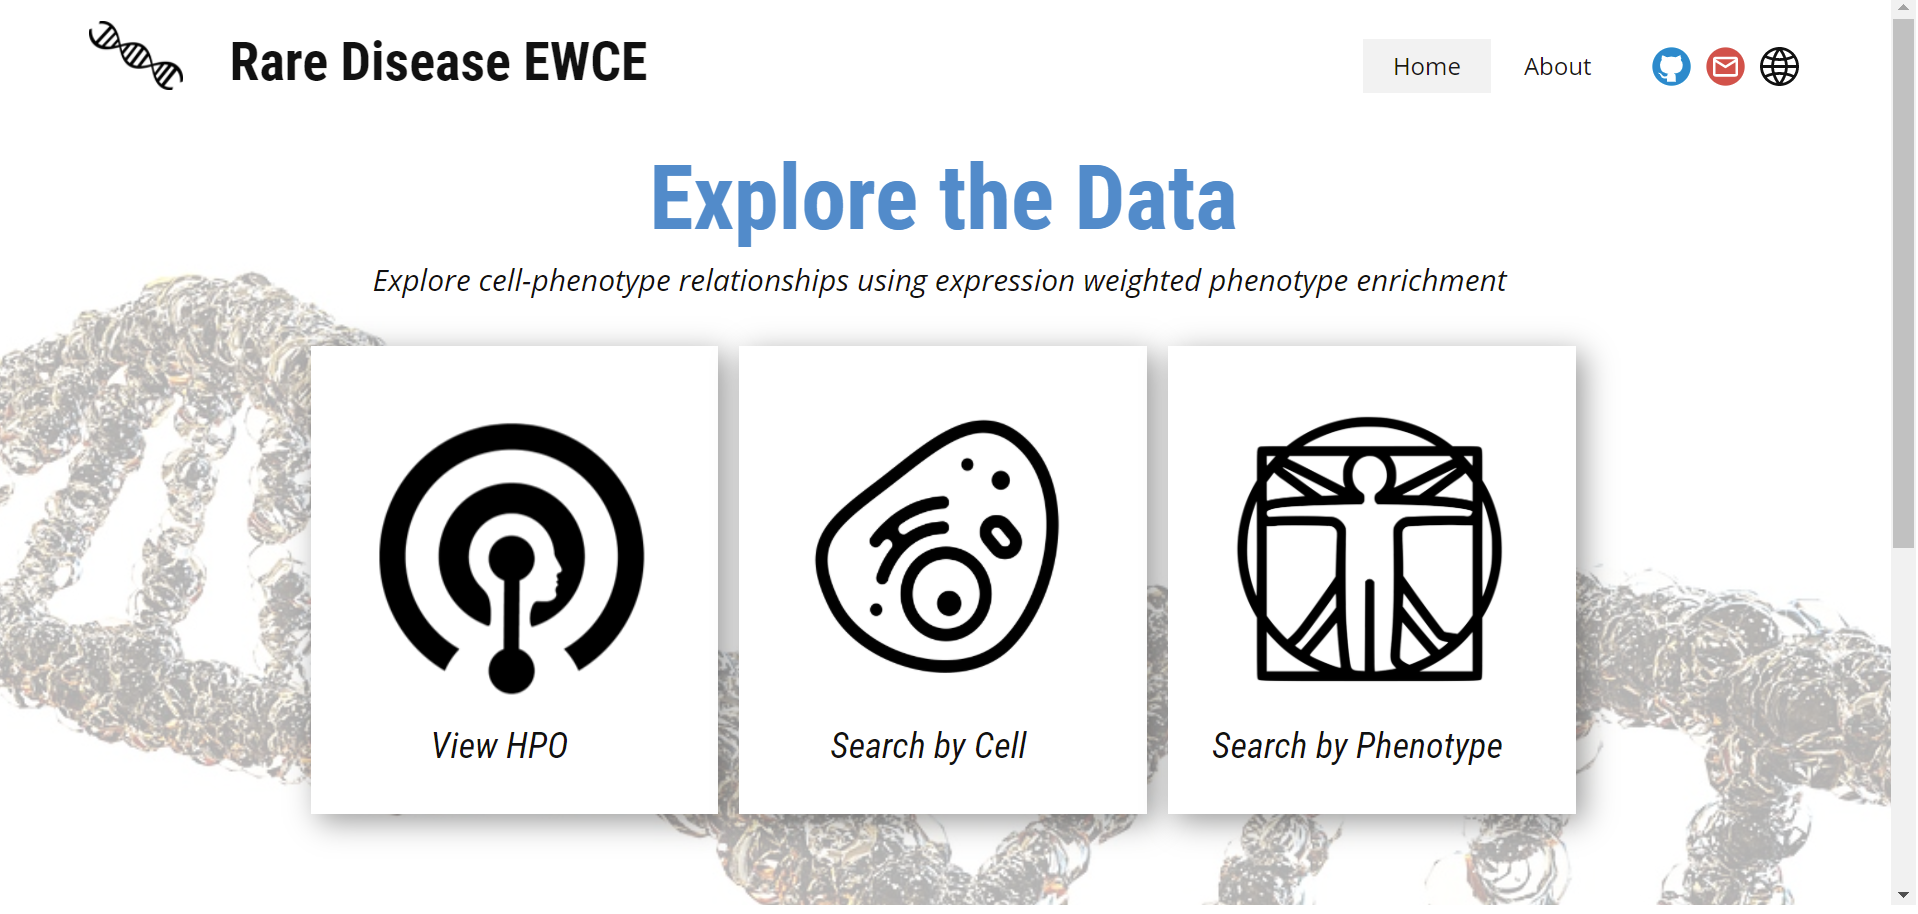 Rare Disease EWCE
Home
About
Explore the Data
Explore cell-phenotype relationships using expression weighted phenotype enrichment
View HPO
Search by Cell
Search by Phenotype